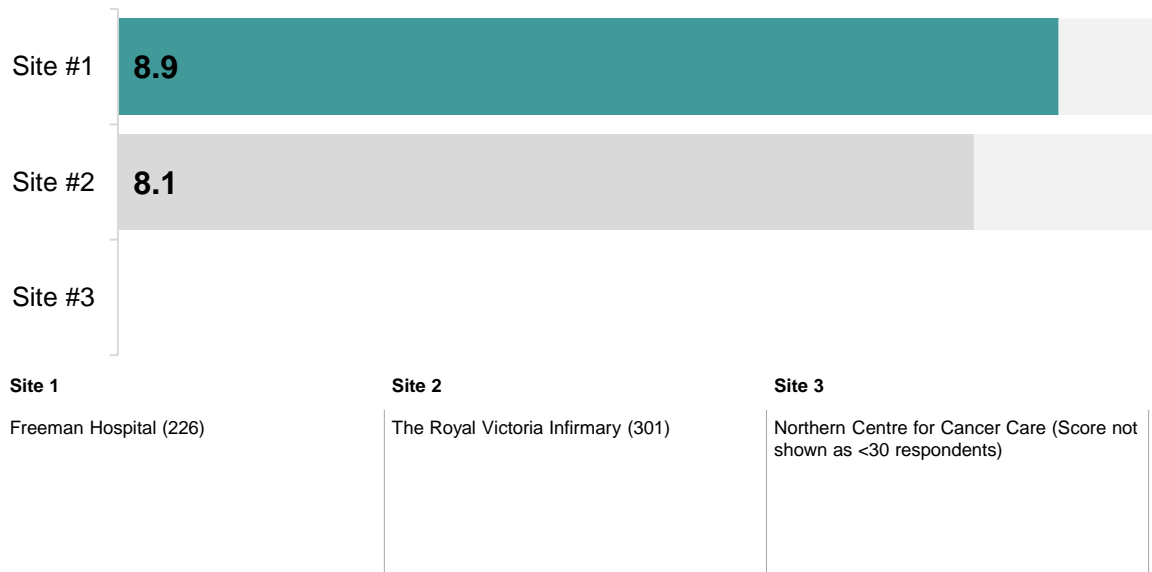 Site #1
8.9
Site #2
8.1
Site #3
Site 1
Freeman Hospital (226)
Site 2
The Royal Victoria Infirmary (301)
Site 3
Northern Centre for Cancer Care (Score not
shown as <30 respondents)